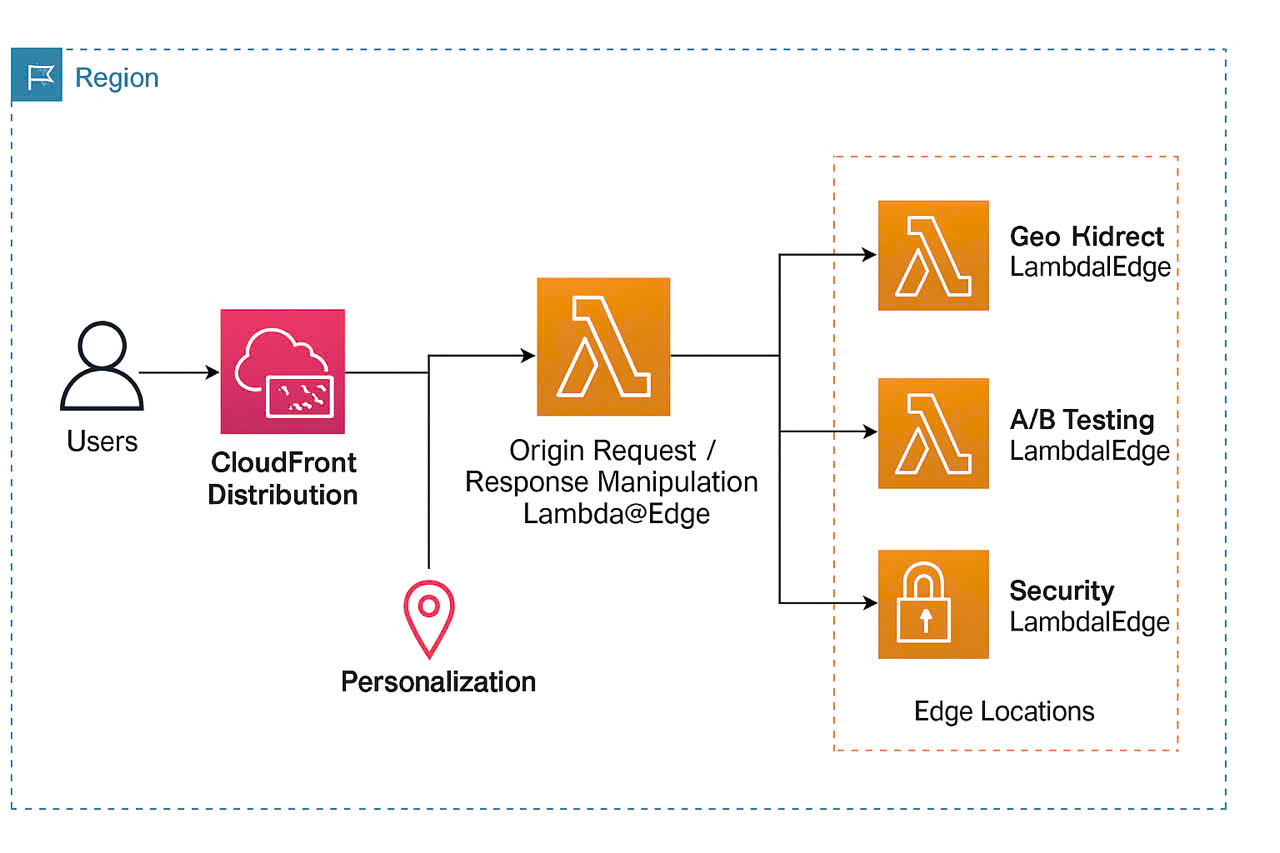 Region
Users
CloudFront
Distribution
Personalization
Origin Request /
Response Manipulation
Lambda@Edge
Geo Kidrect
LambdalEdge
A/B Testing
LambdalEdge
Security
LambdalEdge
Edge Locations